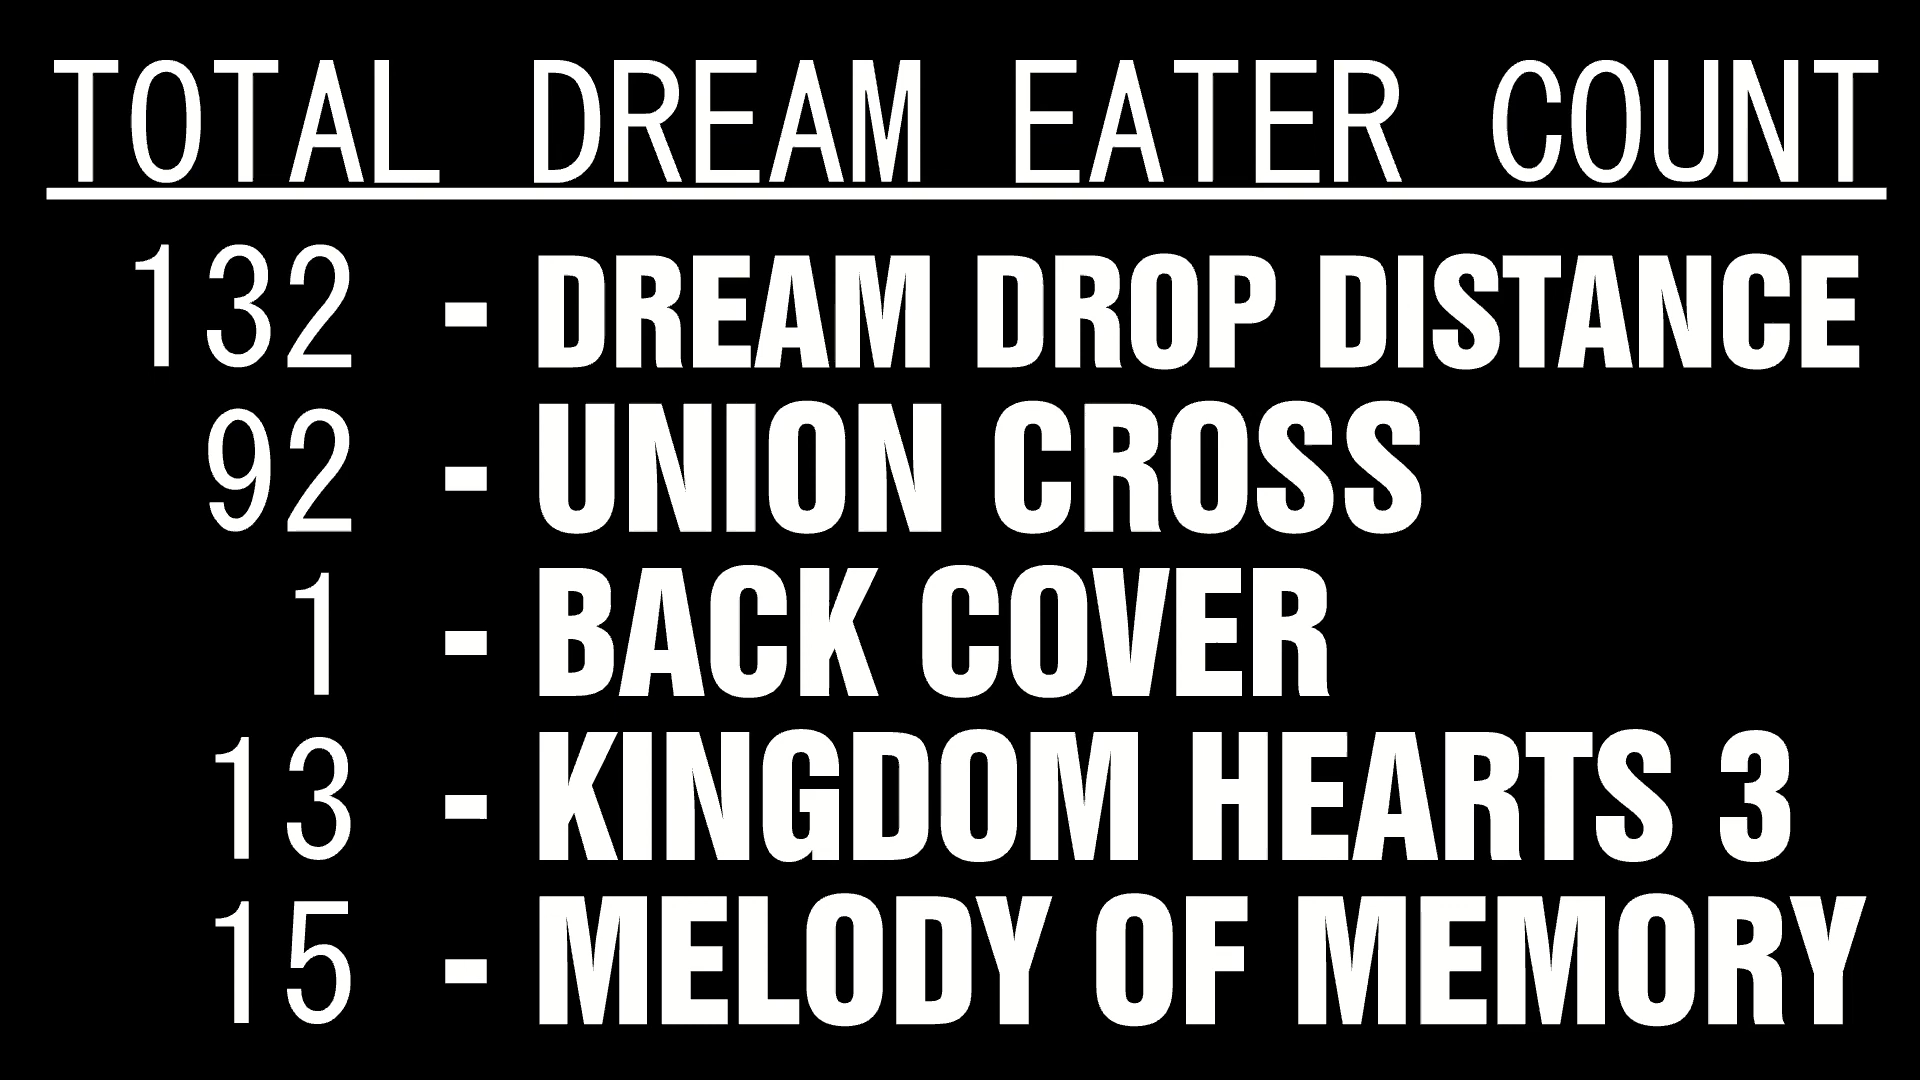 TOTAL DREAM EATER COUNT
132 - DREAM DROP DISTANCE
92 - UNION CROSS
1 - BACK COVER
13 - KINGDOM HEARTS 3
15 - MELODY OF MEMORY